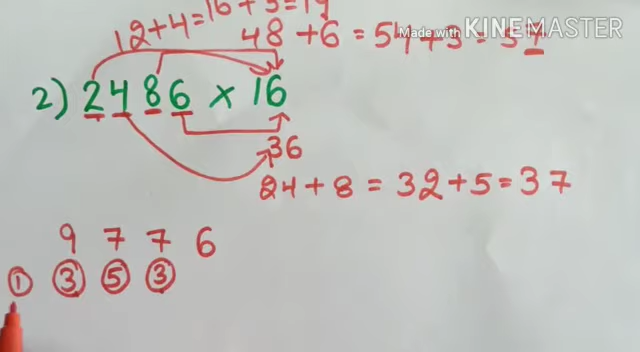 12+4=16+3=19
48+6=54+3=57
Made with KINEMASTER
2) 2486 x 16
36
24+8=32+5=37
9 7 7 6
1 3 5 3